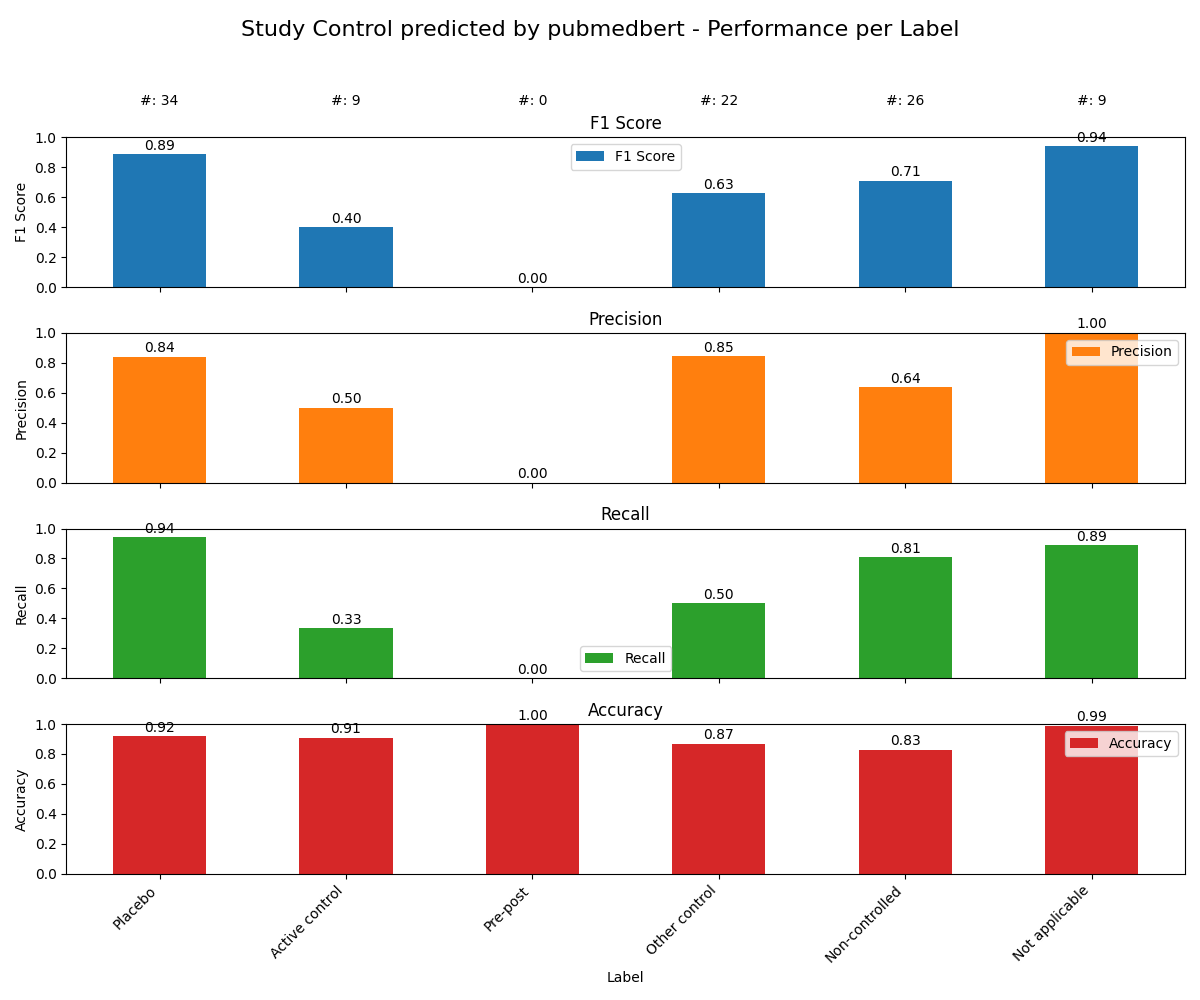 Study Control predicted by pubmedbert - Performance per Label
#: 34 #: 9 #: 0 #: 22 #: 26 #: 9
F1 Score
F1 Score
1.0
0.8
0.6
0.4
0.2
0.0
F1 Score
0.89 0.40 0.00 0.63 0.71 0.94
Precision
Precision
1.0
0.8
0.6
0.4
0.2
0.0
Precision
0.84 0.50 0.00 0.85 0.64 1.00
Recall
Recall
1.0
0.8
0.6
0.4
0.2
0.0
Recall
0.94 0.33 0.00 0.50 0.81 0.89
Accuracy
Accuracy
1.0
0.8
0.6
0.4
0.2
0.0
Accuracy
0.92 0.91 1.00 0.87 0.83 0.99
Placebo
Active control
Pre-post
Other control
Non-controlled
Not applicable
Label